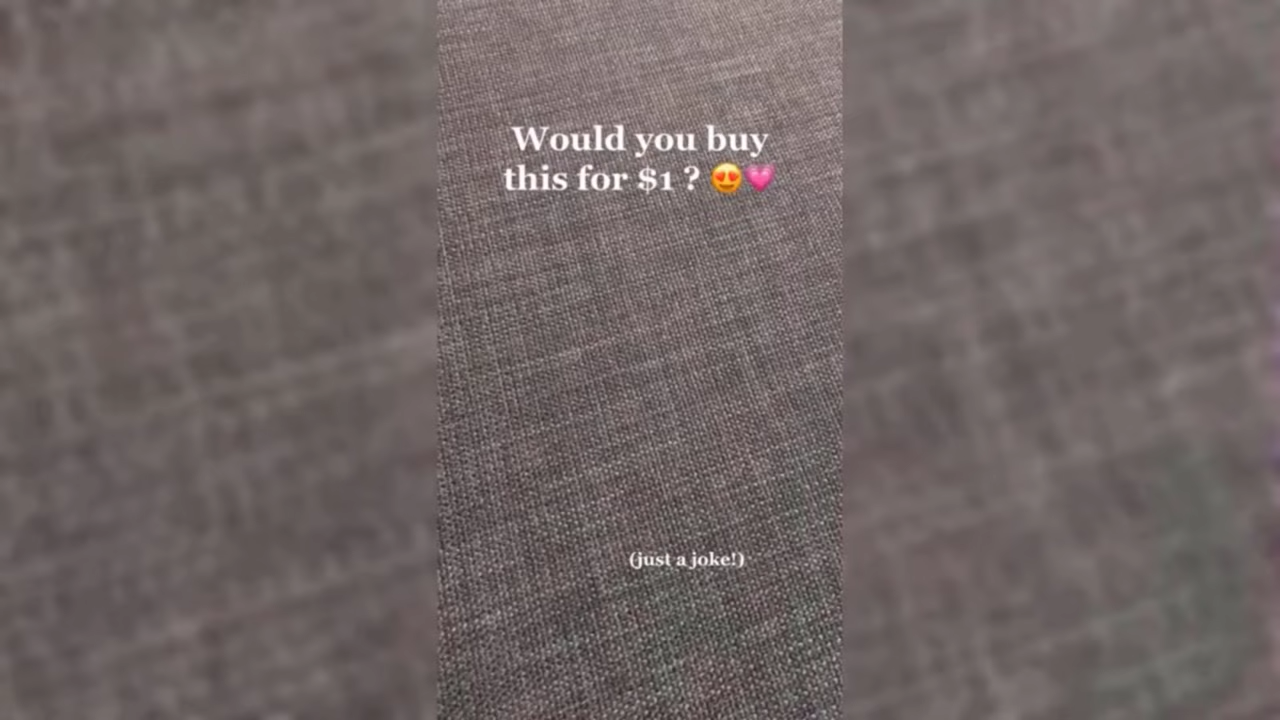 Would you buy
this for $1 ? 😍💗
(just a joke!)